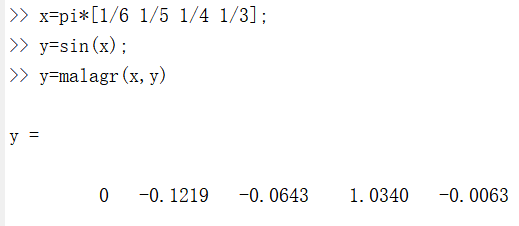 >> x=pi*[1/6 1/5 1/4 1/3];
>> y=sin(x);
>> y=malagr(x,y)
y =
0 -0.1219 -0.0643 1.0340 -0.0063